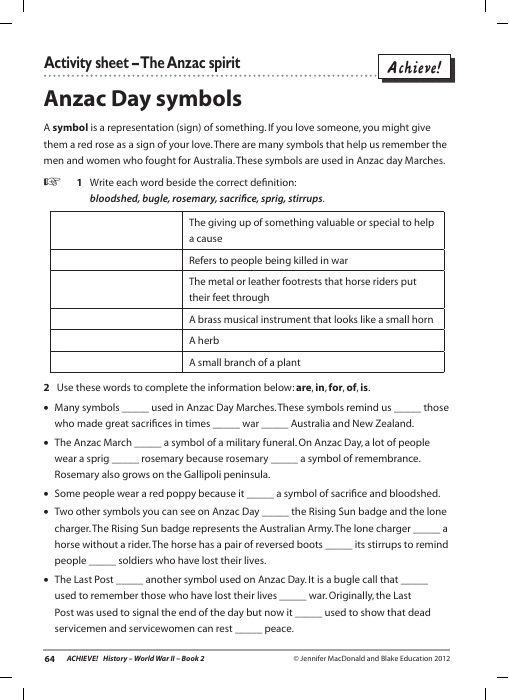 Activity sheet – The Anzac spirit
Achieve!
Anzac Day symbols
A symbol is a representation (sign) of something. If you love someone, you might give
them a red rose as a sign of your love. There are many symbols that help us remember the
men and women who fought for Australia. These symbols are used in Anzac day Marches.
1 Write each word beside the correct definition:
bloodshed, bugle, rosemary, sacrifice, sprig, stirrups.
The giving up of something valuable or special to help
a cause
Refers to people being killed in war
The metal or leather footrests that horse riders put
their feet through
A brass musical instrument that looks like a small horn
A herb
A small branch of a plant
2 Use these words to complete the information below: are, in, for, of, is.
• Many symbols _____ used in Anzac Day Marches. These symbols remind us _____ those
who made great sacrifices in times _____ war _____ Australia and New Zealand.
• The Anzac March _____ a symbol of a military funeral. On Anzac Day, a lot of people
wear a sprig _____ rosemary because rosemary _____ a symbol of remembrance.
Rosemary also grows on the Gallipoli peninsula.
• Some people wear a red poppy because it _____ a symbol of sacrifice and bloodshed.
• Two other symbols you can see on Anzac Day _____ the Rising Sun badge and the lone
charger. The Rising Sun badge represents the Australian Army. The lone charger _____ a
horse without a rider. The horse has a pair of reversed boots _____ its stirrups to remind
people _____ soldiers who have lost their lives.
• The Last Post _____ another symbol used on Anzac Day. It is a bugle call that _____
used to remember those who have lost their lives _____ war. Originally, the Last
Post was used to signal the end of the day but now it _____ used to show that dead
servicemen and servicewomen can rest _____ peace.
64 ACHIEVE! History – World War II – Book 2
© Jennifer MacDonald and Blake Education 2012